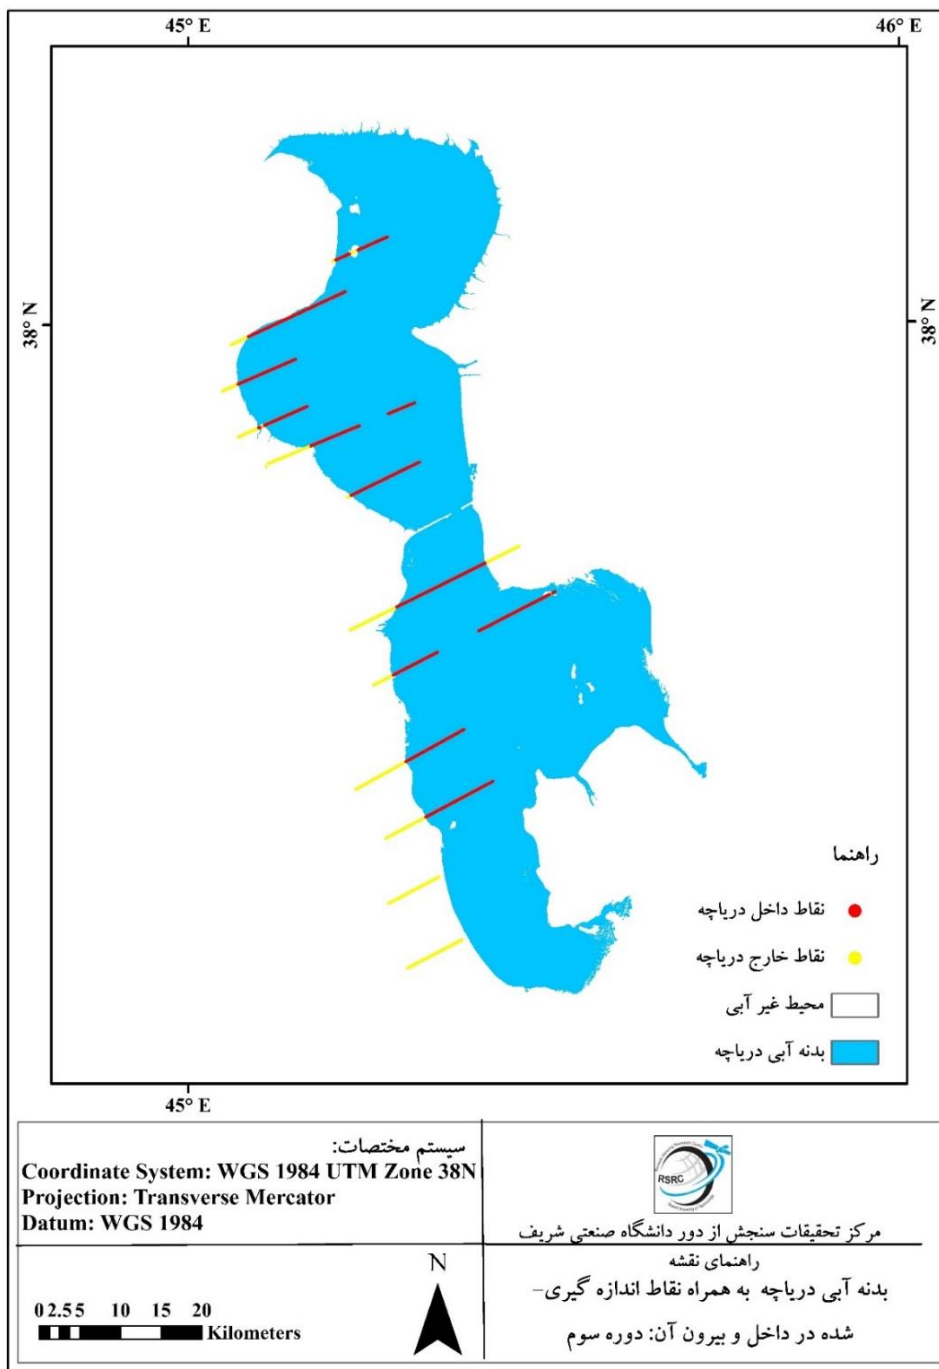 45° E
46° E
38° N
38° N
راهنما
نقاط داخل دریاچه
نقاط خارج دریاچه
محیط غیر آبی
بدنه آبی دریاچه
45° E
سیستم مختصات:
Coordinate System: WGS 1984 UTM Zone 38N
Projection: Transverse Mercator
Datum: WGS 1984
RSRC
مرکز تحقیقات سنجش از دور دانشگاه صنعتی شریف
راهنمای نقشه
بدنه آبی دریاچه به همراه نقاط اندازه گیری-
شده در داخل و بیرون آن: دوره سوم
N
0 2.5 5 10 15 20
Kilometers